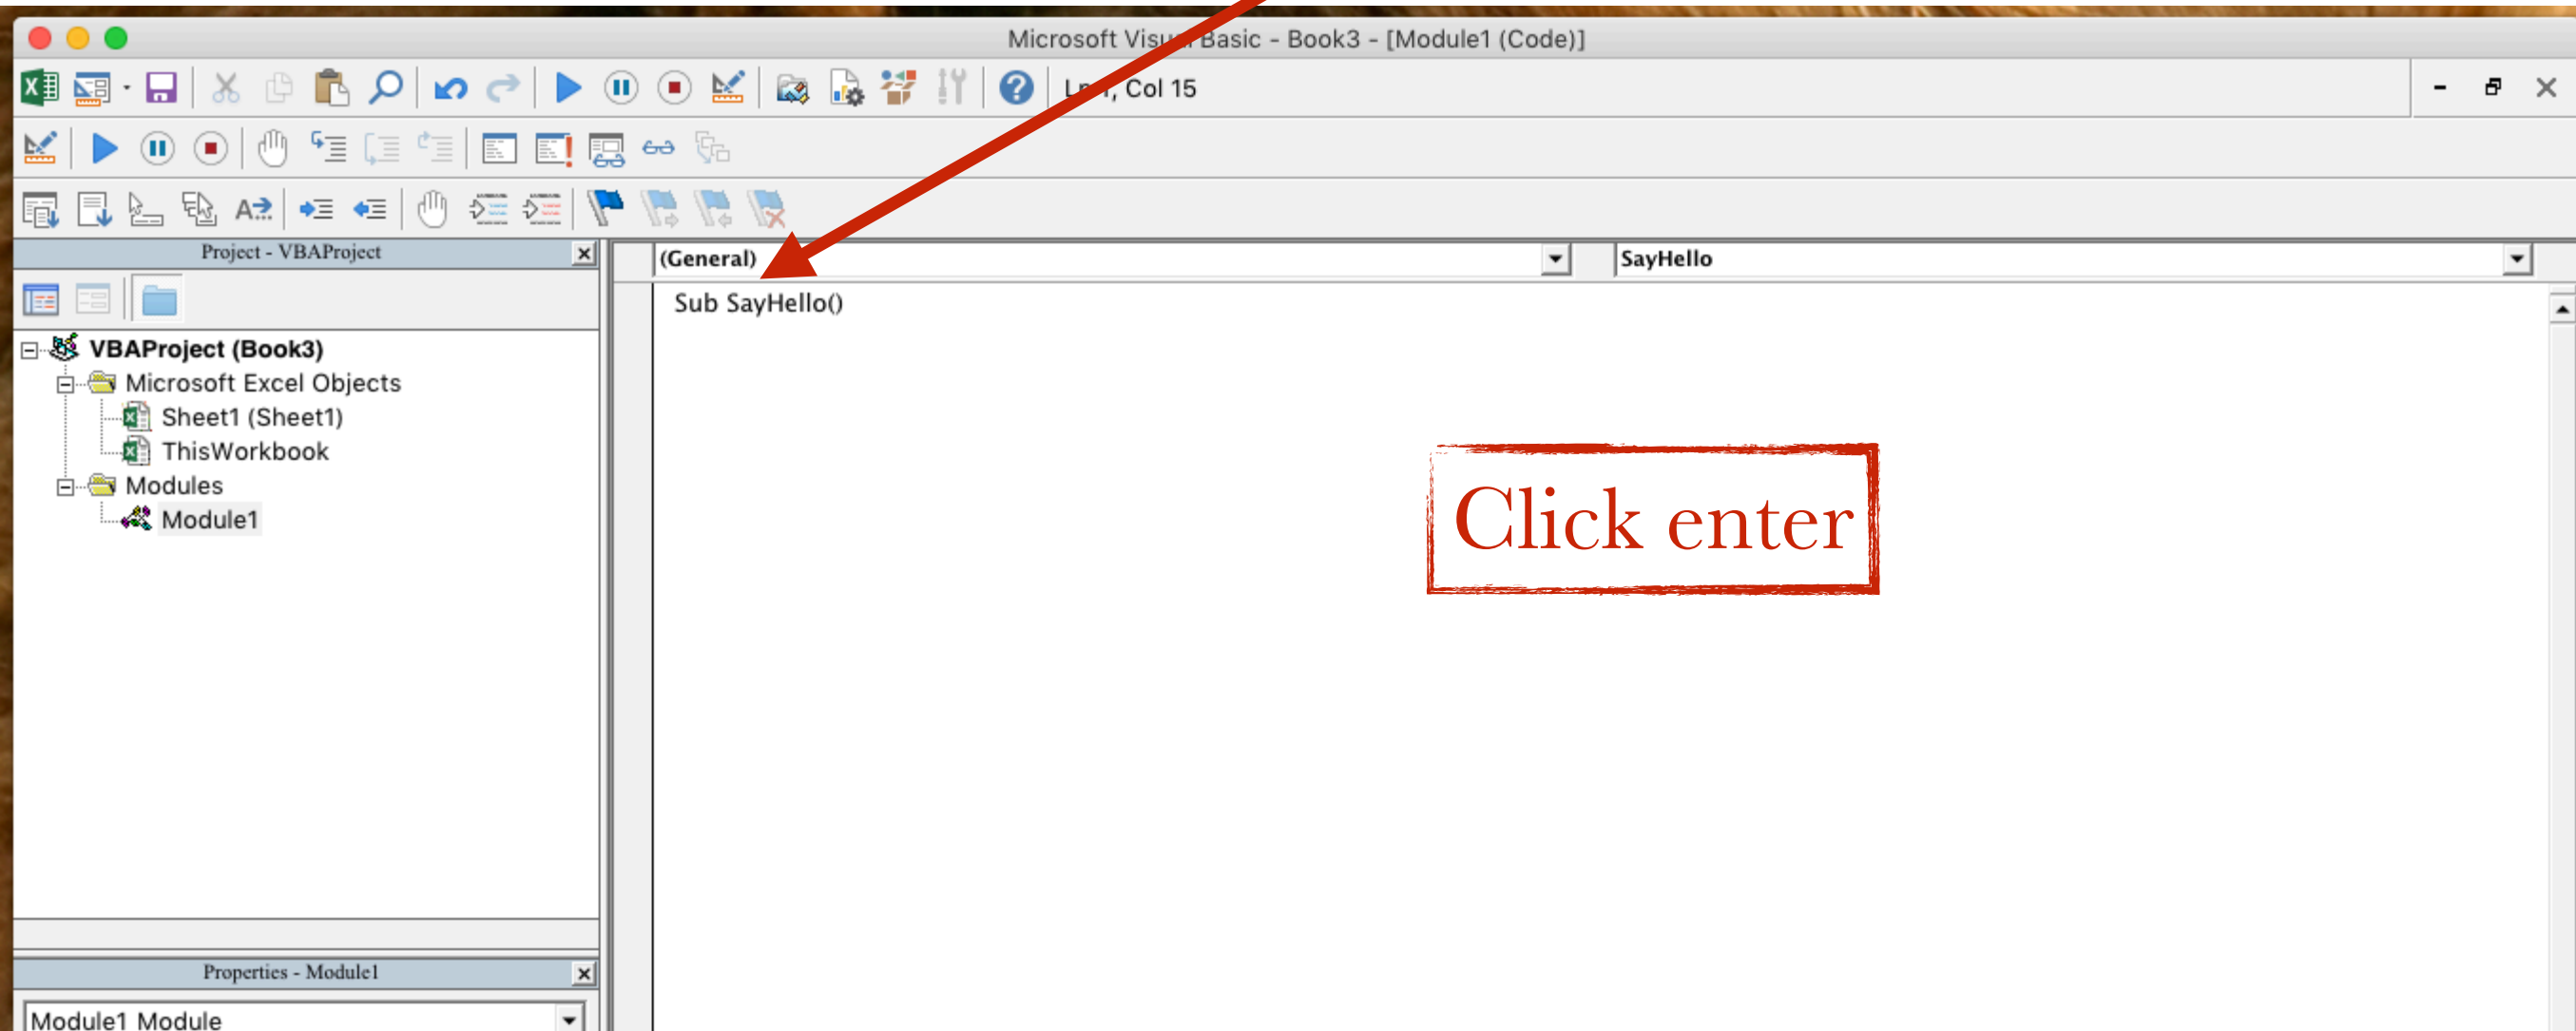 Microsoft Visual Basic - Book3 - [Module1 (Code)]
Col 15
Project - VBAProject
(General)
SayHello
Sub SayHello()
VBAProject (Book3)
Microsoft Excel Objects
Sheet1 (Sheet1)
ThisWorkbook
Modules
Module1
Click enter
Properties - Module1
Module1 Module